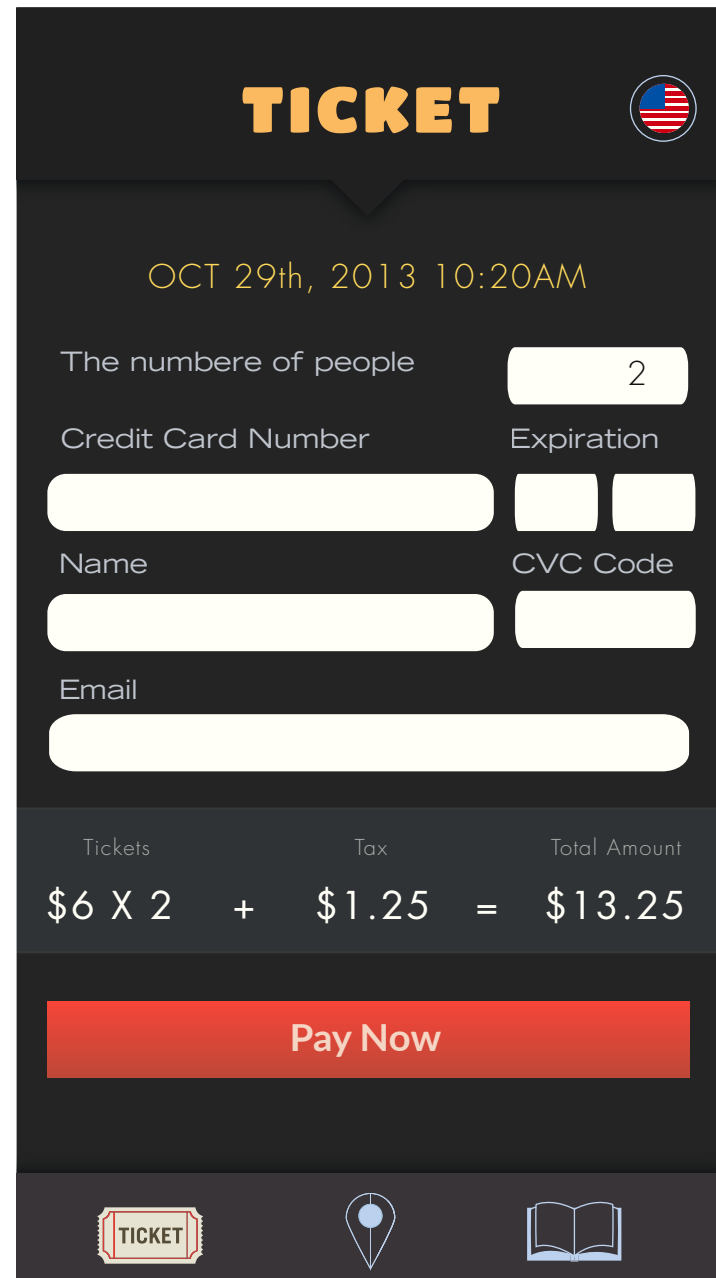 TICKET
OCT 29th, 2013 10:20AM
The numbere of people 2
Credit Card Number Expiration
Name CVC Code
Email
Tickets Tax Total Amount
$6 X 2 + $1.25 = $13.25
Pay Now
TICKET